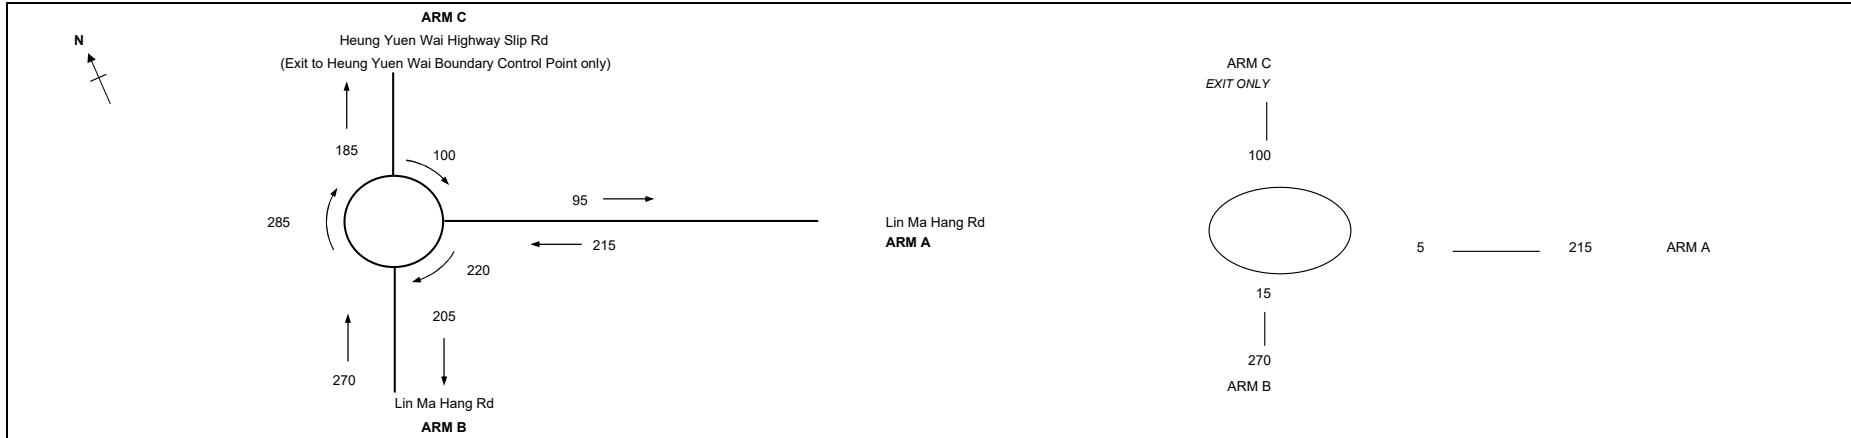 ARM C
Heung Yuen Wai Highway Slip Rd
(Exit to Heung Yuen Wai Boundary Control Point only)
N
185
100
285
95
215
220
205
270
Lin Ma Hang Rd
ARM A
Lin Ma Hang Rd
ARM B
ARM C
EXIT ONLY
100
5
215
ARM A
15
270
ARM B